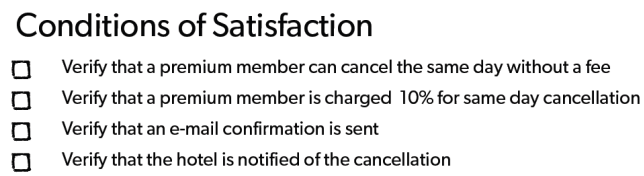 Conditions of Satisfaction
Verify that a premium member can cancel the same day without a fee
Verify that a premium member is charged 10% for same day cancellation
Verify that an e-mail confirmation is sent
Verify that the hotel is notified of the cancellation